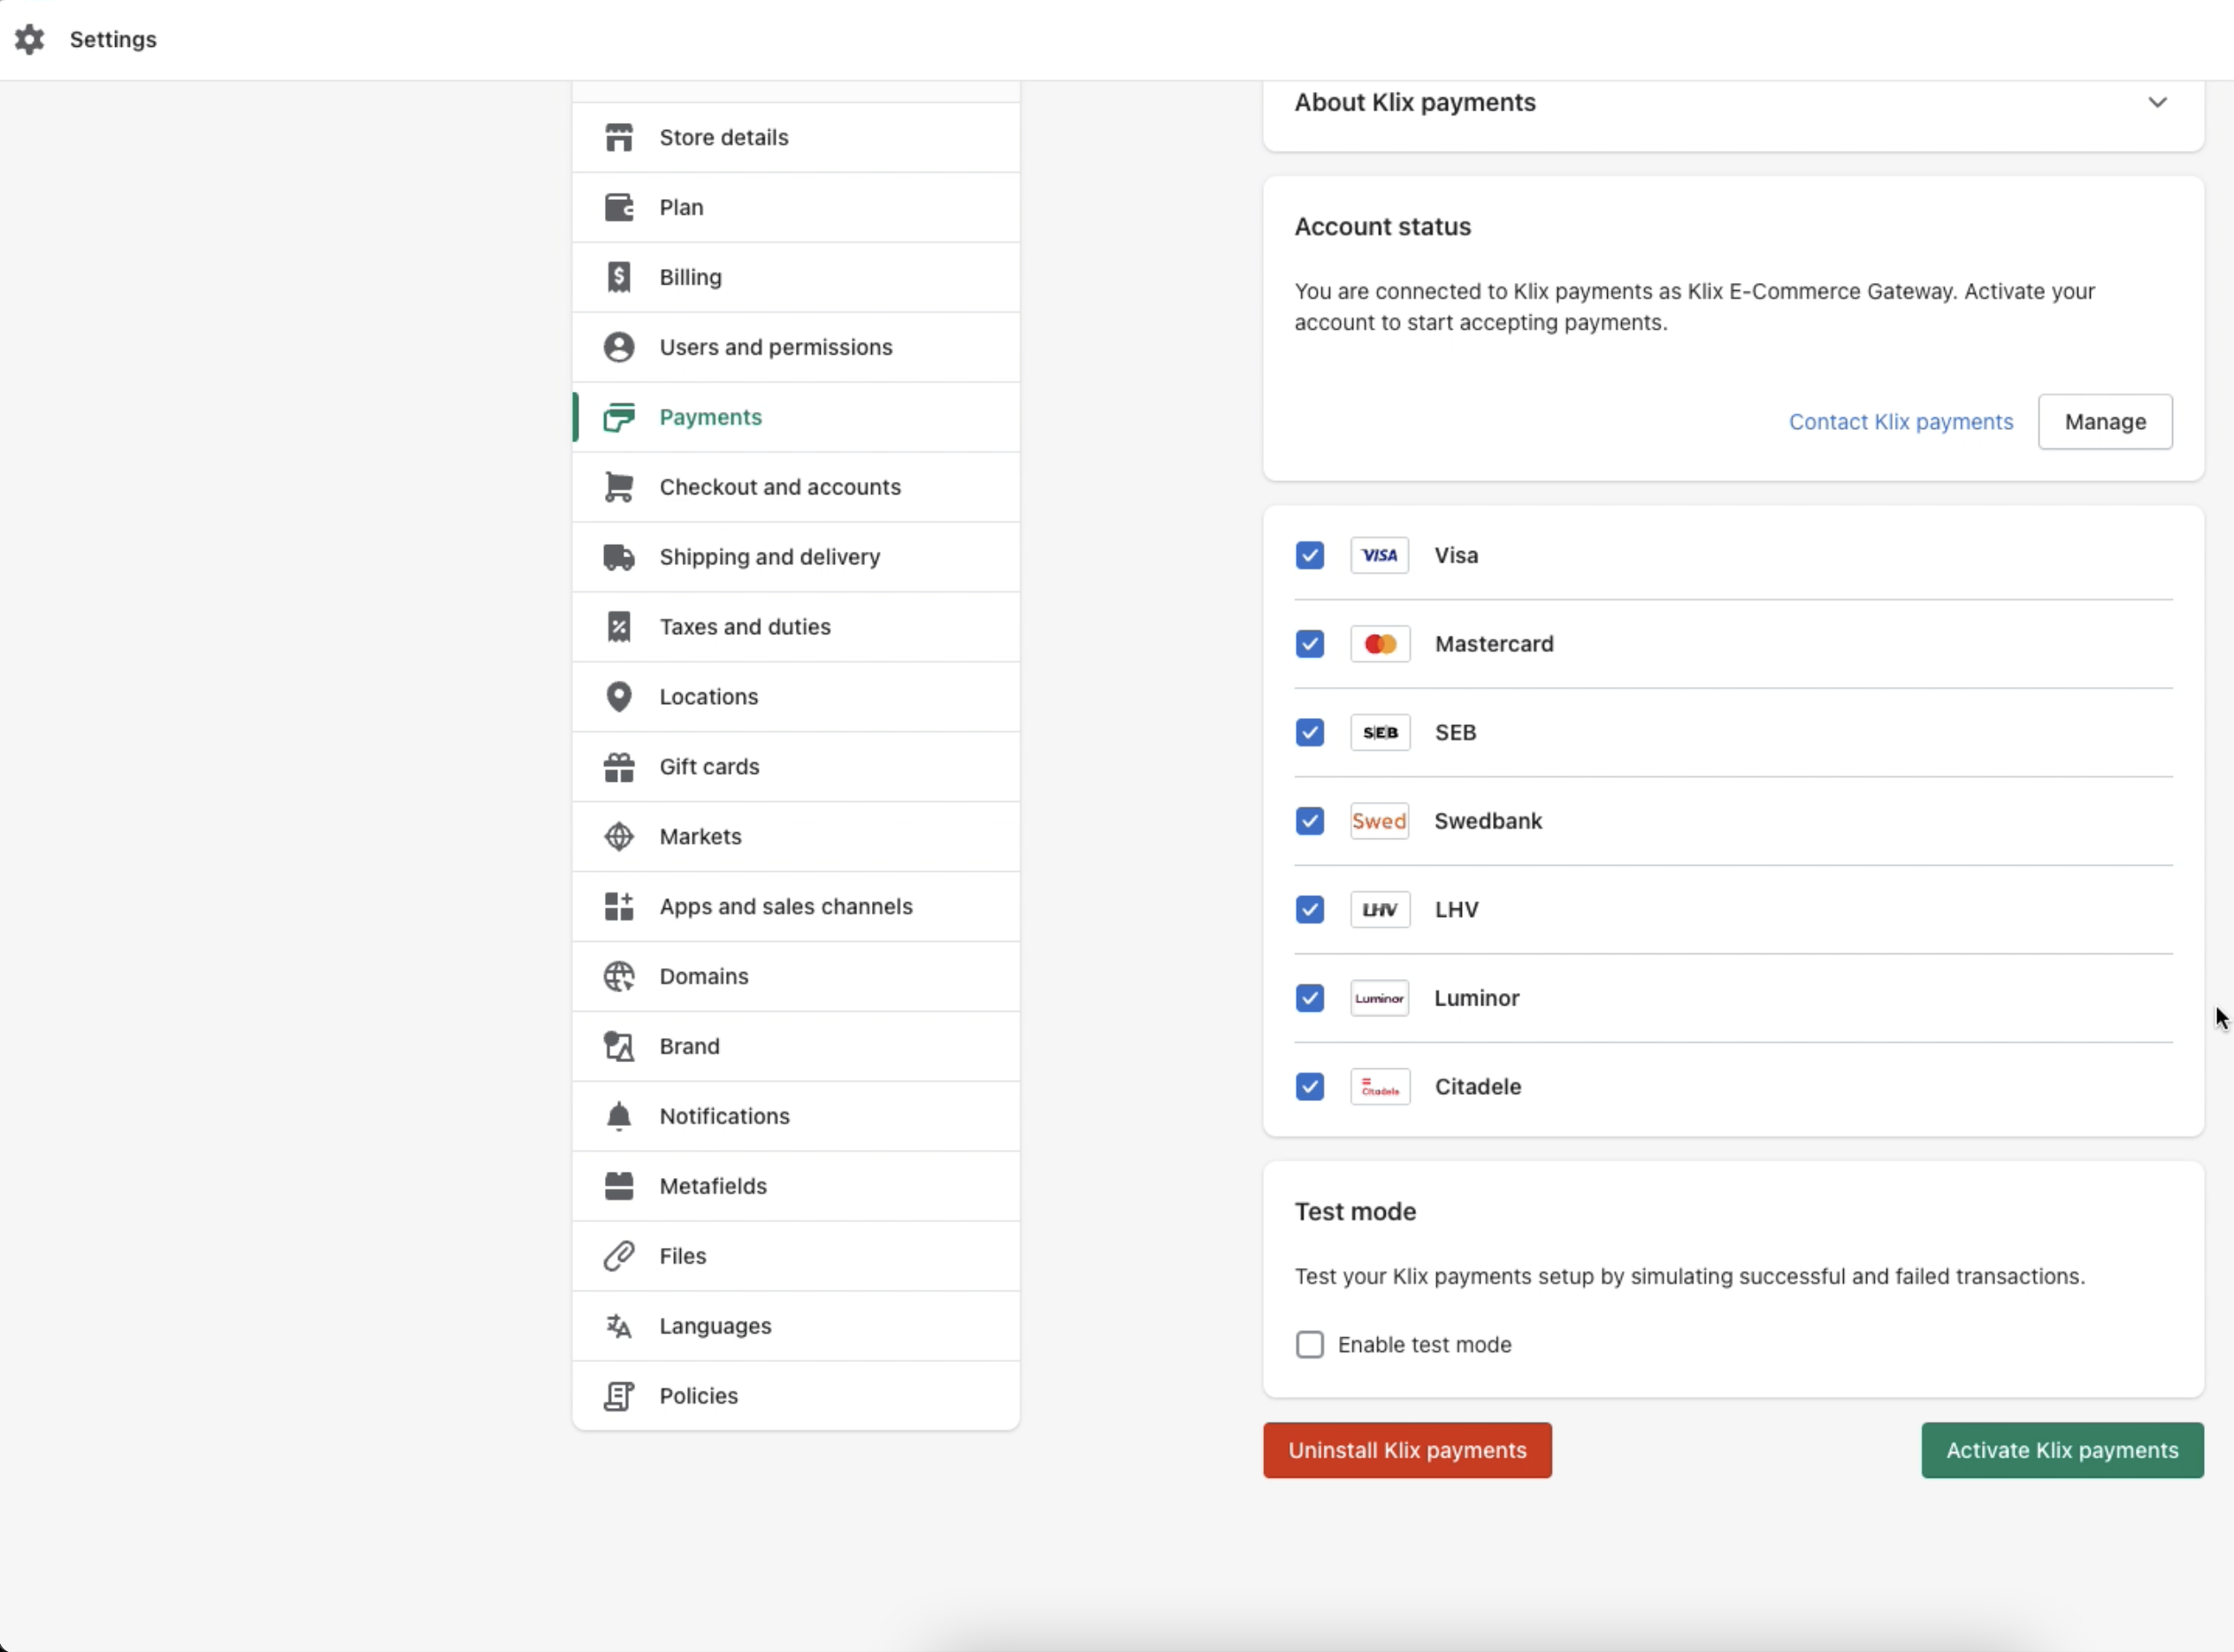 Settings
Store details
Plan
Billing
Users and permissions
Payments
Checkout and accounts
Shipping and delivery
Taxes and duties
Locations
Gift cards
Markets
Apps and sales channels
Domains
Brand
Notifications
Metafields
Files
Languages
Policies
About Klix payments
Account status
You are connected to Klix payments as Klix E-Commerce Gateway. Activate your
account to start accepting payments.
Contact Klix payments Manage
VISA Visa
Mastercard
SEB SEB
Swed Swedbank
LHV LHV
Luminor Luminor
Citadele Citadele
Test mode
Test your Klix payments setup by simulating successful and failed transactions.
Enable test mode
Uninstall Klix payments Activate Klix payments